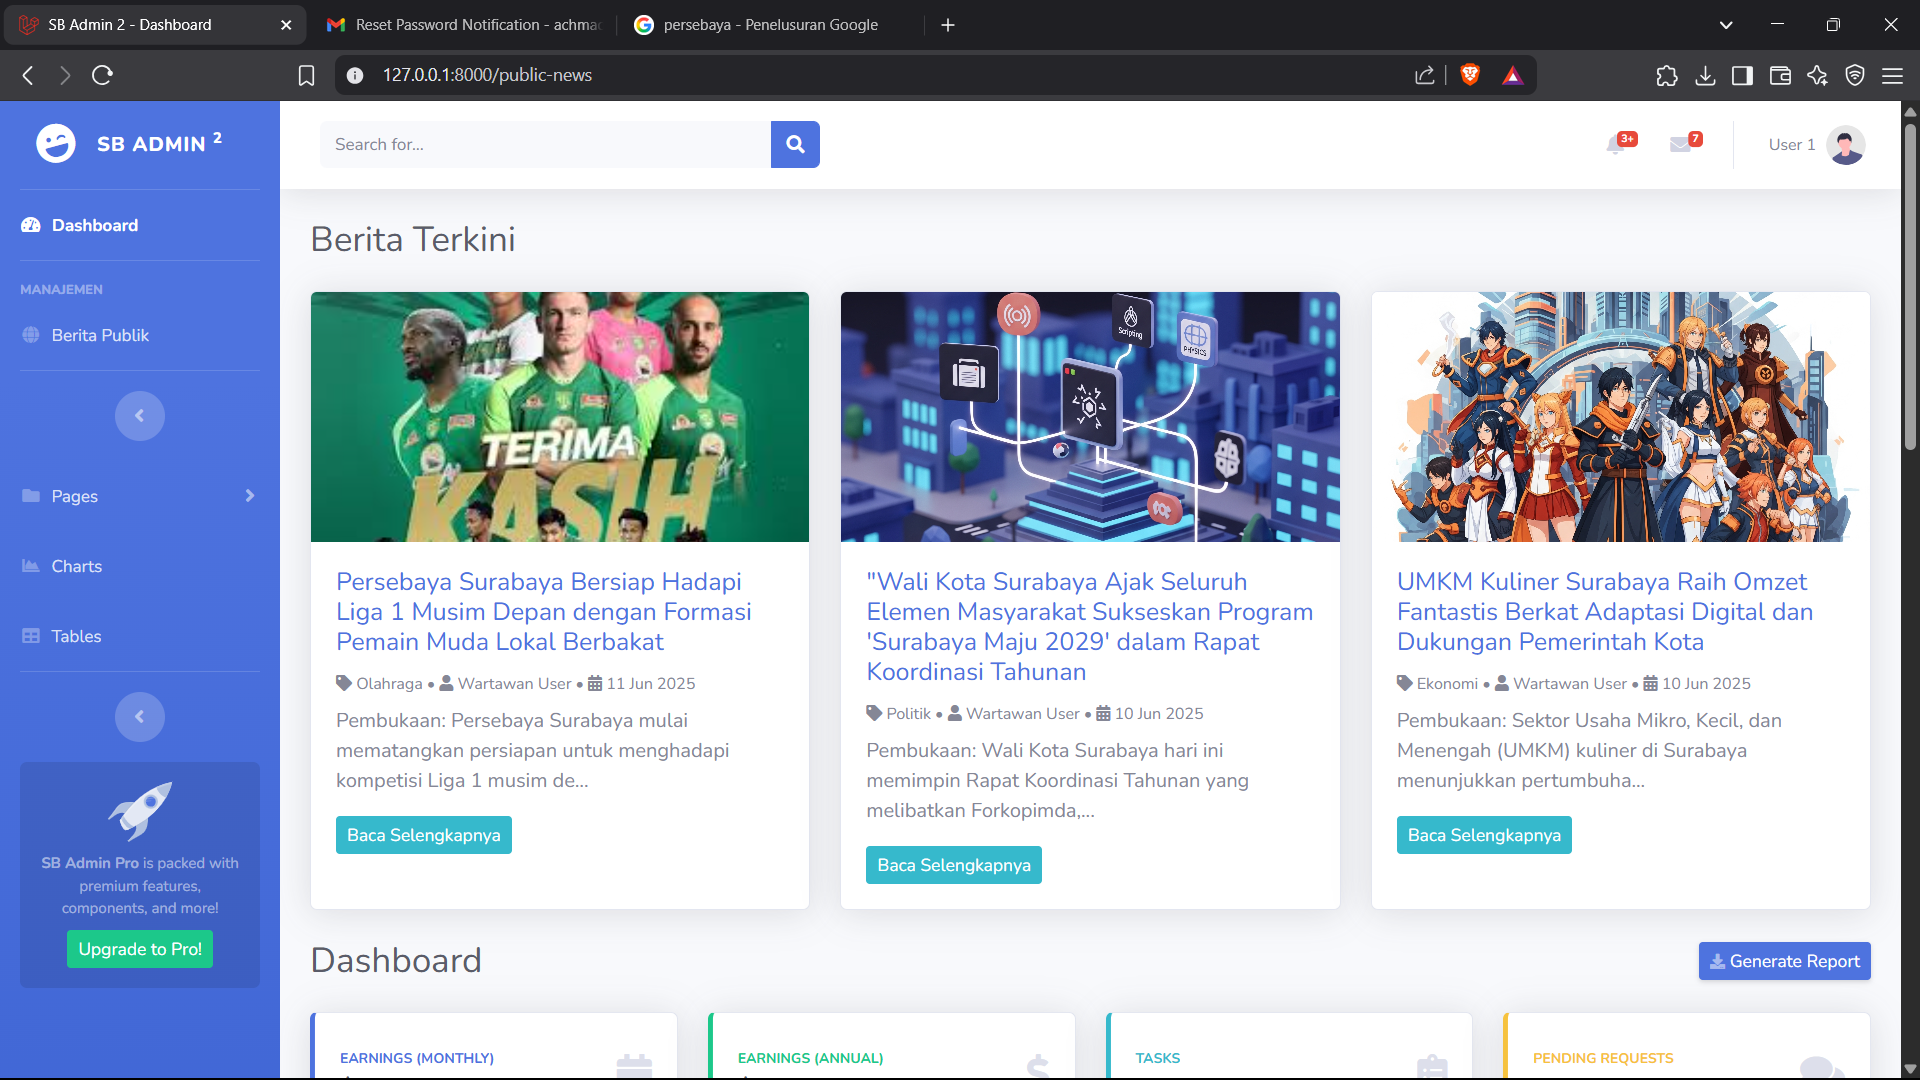 SB Admin 2 - Dashboard
Reset Password Notification - achmad
persebaya - Penelusuran Google
127.0.0.1:8000/public-news
SB ADMIN 2
Dashboard
MANAJEMEN
Berita Publik
Pages
Charts
Tables
SB Admin Pro is packed with
premium features,
components, and more!
Upgrade to Pro!
Search for...
3+
7
User 1
Berita Terkini
TERIMA
KASIH
Persebaya Surabaya Bersiap Hadapi
Liga 1 Musim Depan dengan Formasi
Pemain Muda Lokal Berbakat
Olahraga • Wartawan User • 11 Jun 2025
Pembukaan: Persebaya Surabaya mulai
mematangkan persiapan untuk menghadapi
kompetisi Liga 1 musim de...
Baca Selengkapnya
Scripting
PHYSICS
"Wali Kota Surabaya Ajak Seluruh
Elemen Masyarakat Sukseskan Program
'Surabaya Maju 2029' dalam Rapat
Koordinasi Tahunan
Politik • Wartawan User • 10 Jun 2025
Pembukaan: Wali Kota Surabaya hari ini
memimpin Rapat Koordinasi Tahunan yang
melibatkan Forkopimda,...
Baca Selengkapnya
UMKM Kuliner Surabaya Raih Omzet
Fantastis Berkat Adaptasi Digital dan
Dukungan Pemerintah Kota
Ekonomi • Wartawan User • 10 Jun 2025
Pembukaan: Sektor Usaha Mikro, Kecil, dan
Menengah (UMKM) kuliner di Surabaya
menunjukkan pertumbuha...
Baca Selengkapnya
Dashboard
Generate Report
EARNINGS (MONTHLY)
EARNINGS (ANNUAL)
TASKS
PENDING REQUESTS